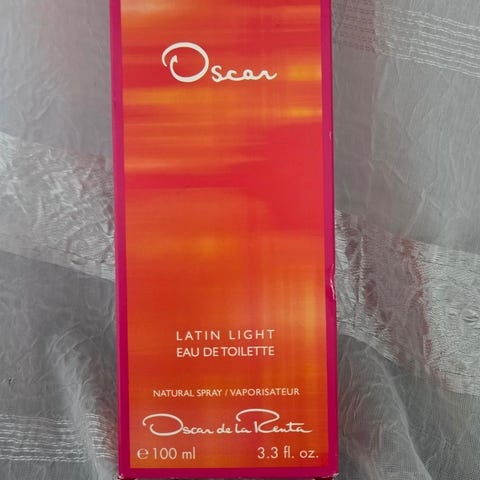 Oscar
LATIN LIGHT
EAU DE TOILETTE
NATURAL SPRAY / VAPORISATEUR
Oscar de la Renta
℮ 100 ml 3.3 fl. oz.